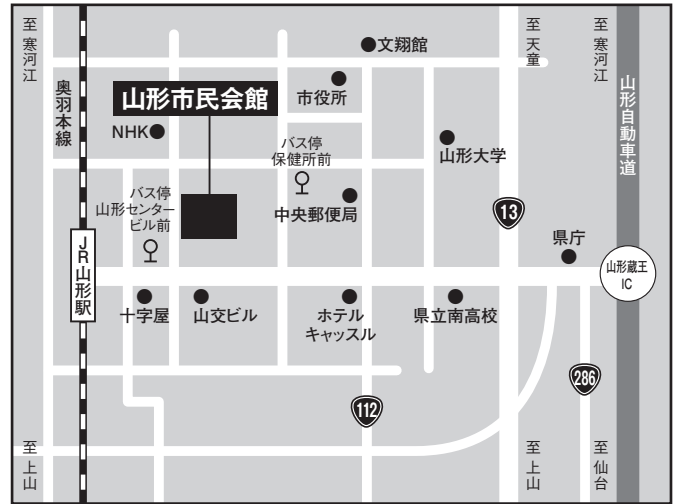 至寒河江
至天童
至寒河江
文翔館
市役所
奥羽本線
山形市民会館
NHK
バス停
保健所前
山形大学
山形自動車道
バス停
山形センター
ビル前
中央郵便局
13
県庁
JR山形駅
山形蔵王
IC
十字屋
山交ビル
ホテル
キャッスル
県立南高校
286
112
至上山
至上山
至仙台